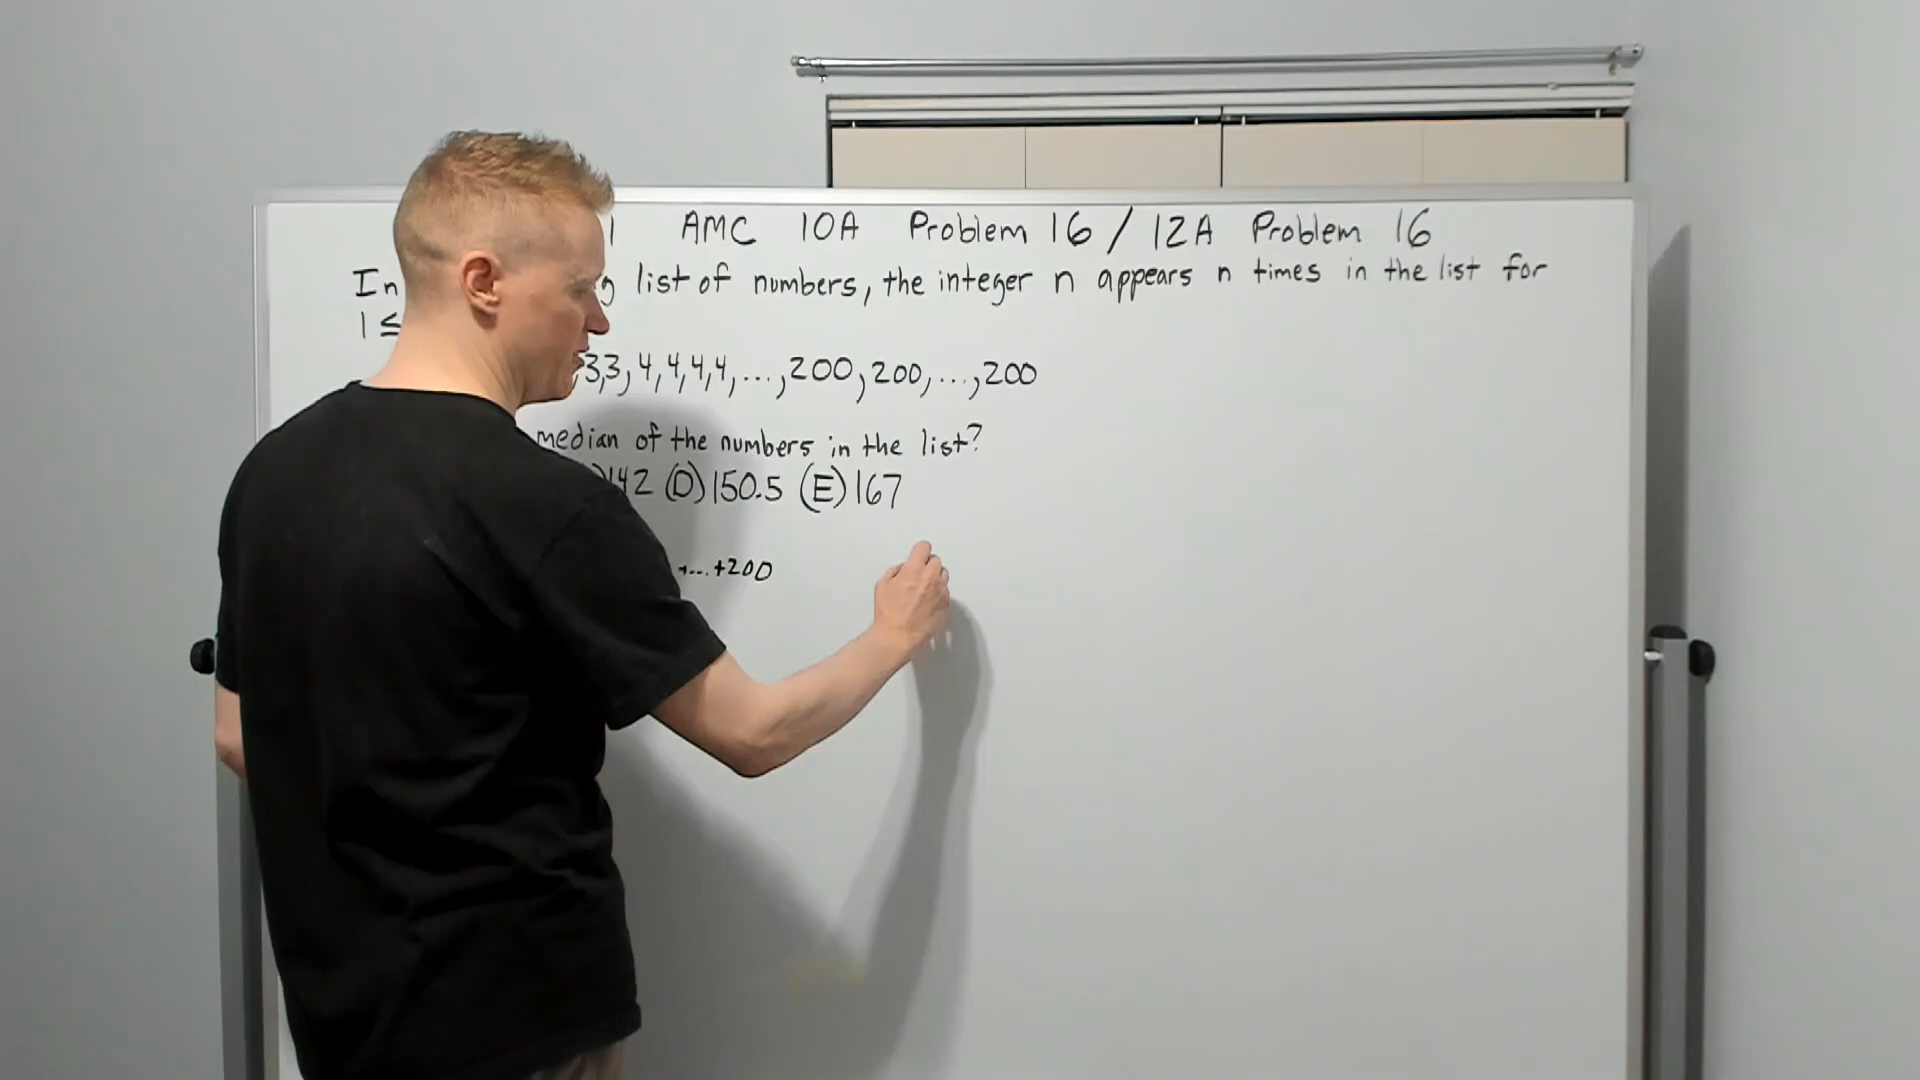 1 AMC 10A Problem 16 / 12A Problem 16
In g list of numbers, the integer n appears n times in the list for
1 ≤
,3,3, 4, 4, 4, 4, ..., 200, 200, ..., 200
median of the numbers in the list?
)142 (D) 150.5 (E) 167
+...+200